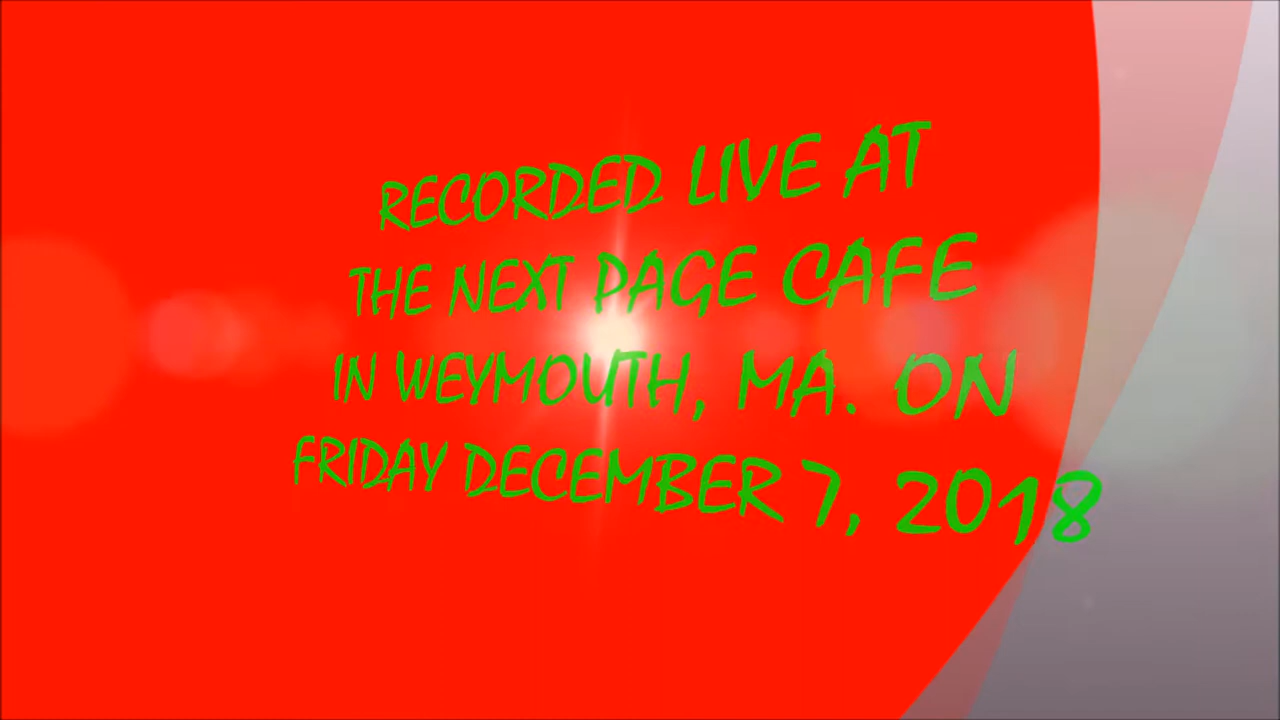 RECORDED LIVE AT
THE NEXT PAGE CAFE
IN WEYMOUTH, MA. ON
FRIDAY DECEMBER 7, 2018